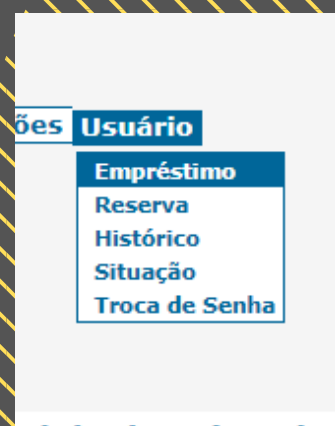 ões Usuário
Empréstimo
Reserva
Histórico
Situação
Troca de Senha